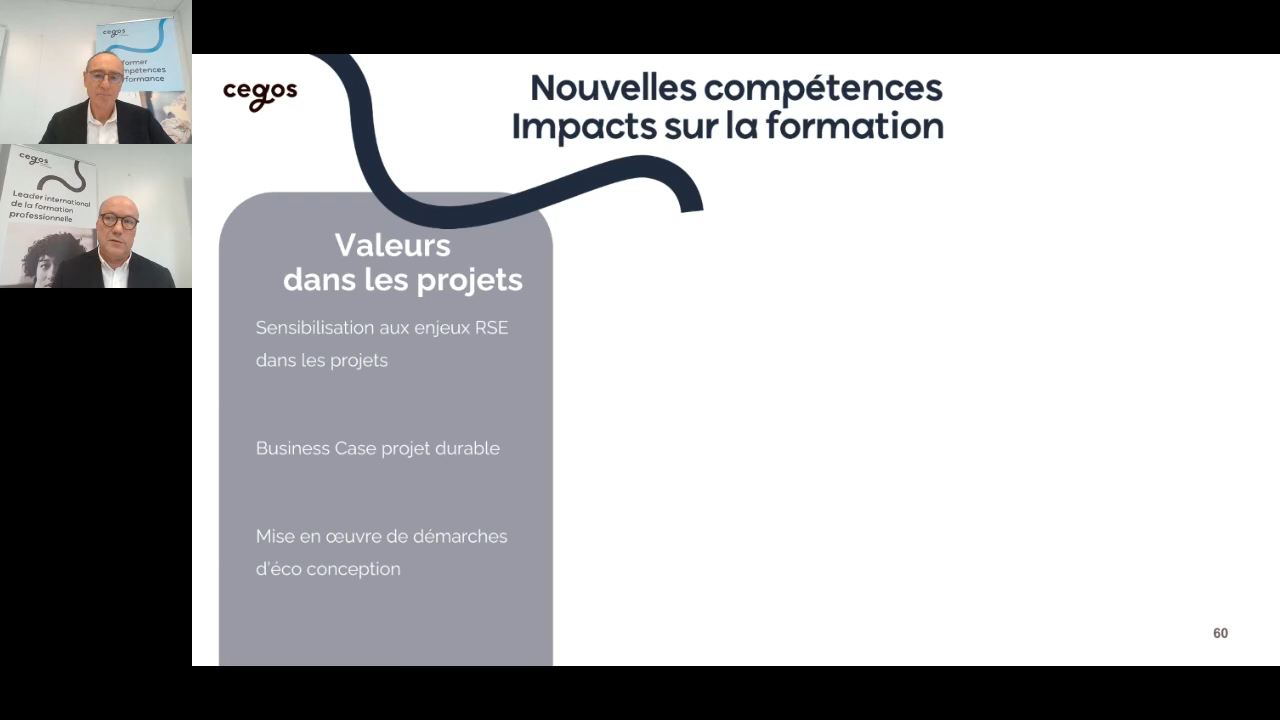 cegos
former
compétences
performance
cegos
Leader international
de la formation
professionnelle
cegos
Nouvelles compétences
Impacts sur la formation
Valeurs
dans les projets
Sensibilisation aux enjeux RSE
dans les projets
Business Case projet durable
Mise en œuvre de démarches
d'éco conception
60